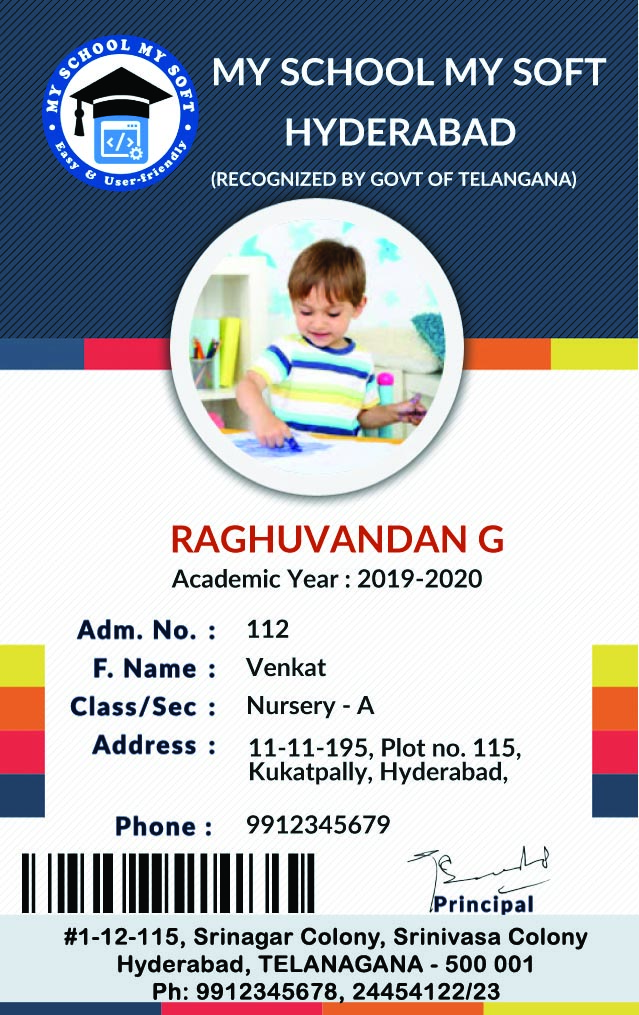 MY SCHOOL MY SOFT
Easy & User-friendly
MY SCHOOL MY SOFT
HYDERABAD
(RECOGNIZED BY GOVT OF TELANGANA)
RAGHUVANDAN G
Academic Year : 2019-2020
Adm. No. : 112
F. Name : Venkat
Class/Sec : Nursery - A
Address : 11-11-195, Plot no. 115,
Kukatpally, Hyderabad,
Phone : 9912345679
Principal
#1-12-115, Srinagar Colony, Srinivasa Colony
Hyderabad, TELANAGANA - 500 001
Ph: 9912345678, 24454122/23